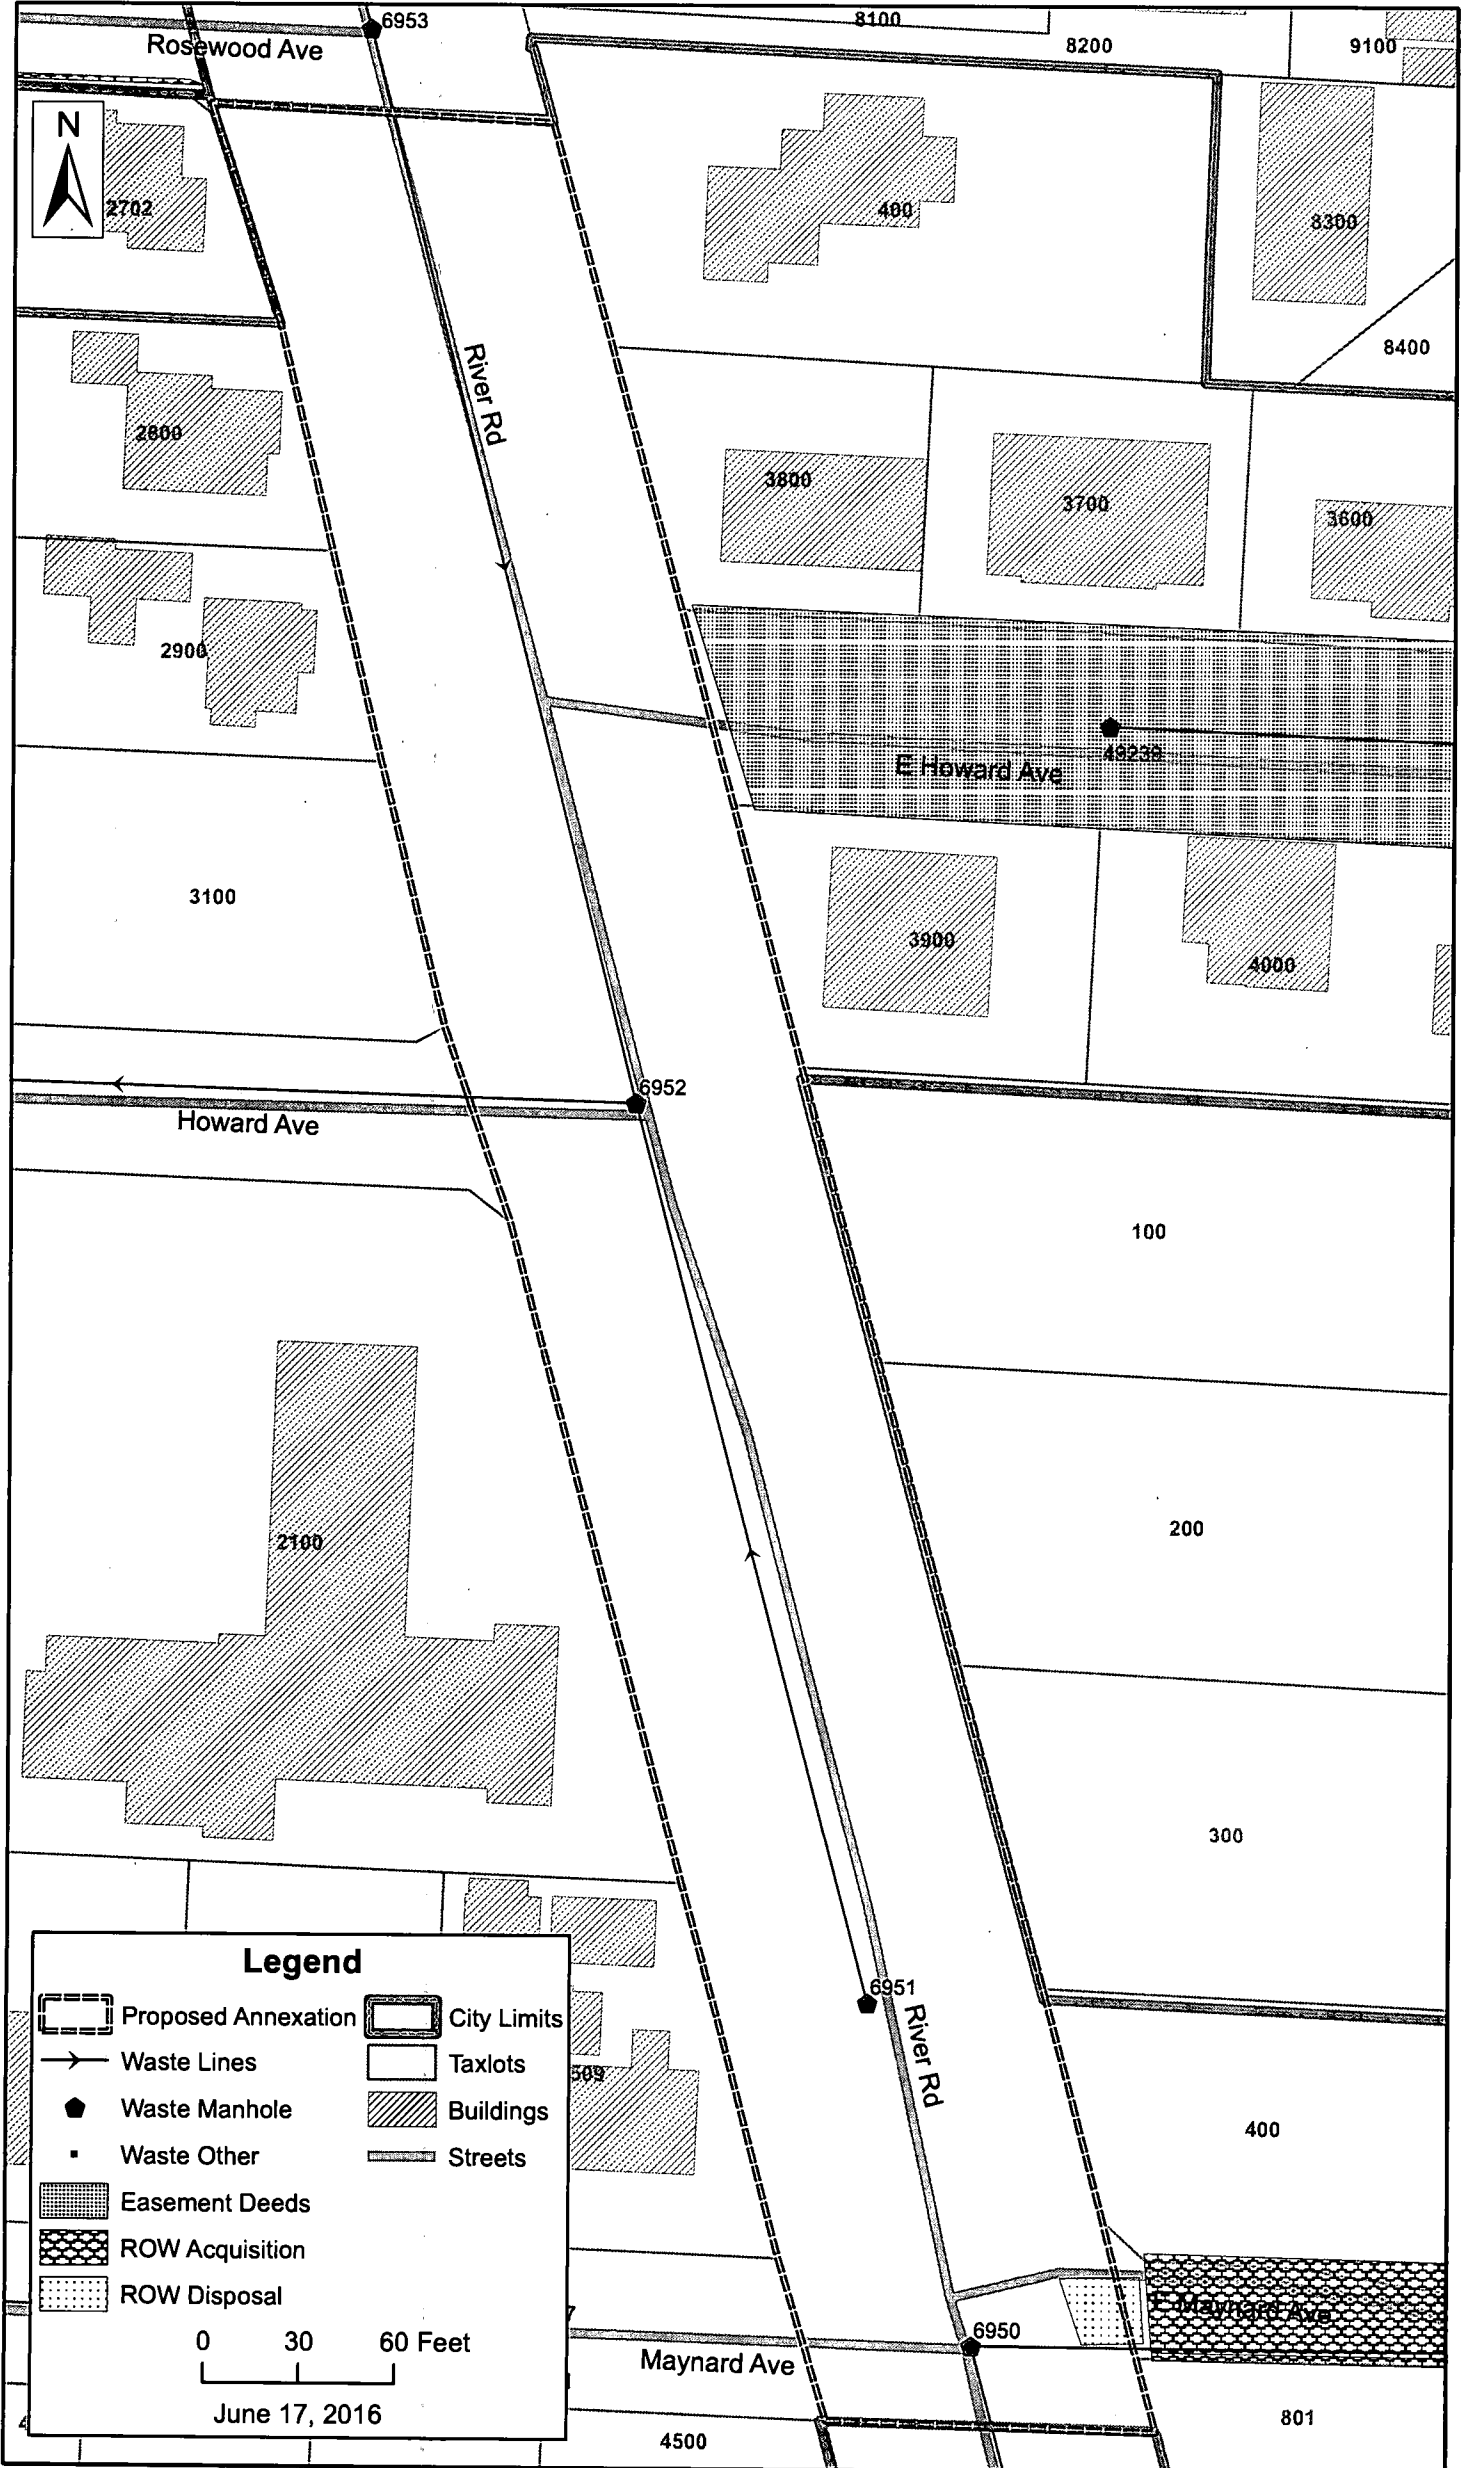 6953
8100
Rosewood Ave
8200
9100
N
2702
400
8300
8400
River Rd
2800
3800
3700
3600
2900
49239
E Howard Ave
3100
3900
4000
6952
Howard Ave
100
200
2100
300
6951
River Rd
509
400
Legend
Proposed Annexation
City Limits
Waste Lines
Taxlots
Waste Manhole
Buildings
Waste Other
Streets
Easement Deeds
ROW Acquisition
ROW Disposal
E Maynard Ave
6950
Maynard Ave
0 30 60 Feet
June 17, 2016
801
4500